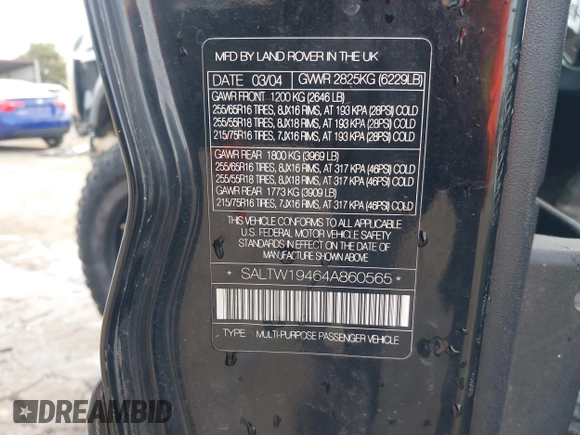 MFD BY LAND ROVER IN THE UK
DATE 03/04 GWWR 2825KG (6229LB)
GAWR FRONT 1200 KG (2646 LB)
255/65R16 TIRES, 8JX16 RIMS, AT 193 KPA (28PSI) COLD
255/55R18 TIRES, 8JX18 RIMS, AT 193 KPA (28PSI) COLD
215/75R16 TIRES, 7JX16 RIMS, AT 193 KPA (28PSI) COLD
GAWR REAR 1800 KG (3969 LB)
255/65R16 TIRES, 8JX16 RIMS, AT 317 KPA (46PSI) COLD
255/55R18 TIRES, 8JX18 RIMS, AT 317 KPA (46PSI) COLD
GAWR REAR 1773 KG (3909 LB)
215/75R16 TIRES, 7JX16 RIMS, AT 317 KPA (46PSI) COLD
THIS VEHICLE CONFORMS TO ALL APPLICABLE
U.S. FEDERAL MOTOR VEHICLE SAFETY
STANDARDS IN EFFECT ON THE DATE OF
MANUFACTURE SHOWN ABOVE
* SALTW19464A860565 *
TYPE MULTI-PURPOSE PASSENGER VEHICLE
DREAMBID